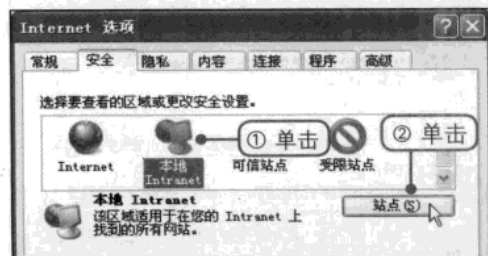 Internet 选项
常规 安全 隐私 内容 连接 程序 高级
选择要查看的区域或更改安全设置。
① 单击 ② 单击
Internet 本地 Intranet 可信站点 受限站点
本地 Intranet
该区域适用于在您的 Intranet 上
找到的所有网站。
站点(S)